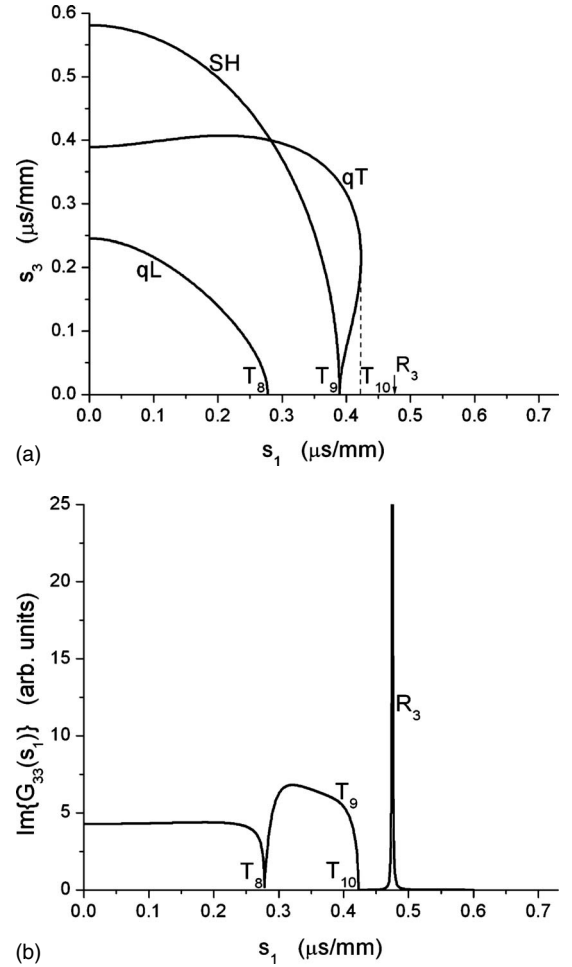 0.6
0.5
0.4
0.3
0.2
0.1
0.0
s3 (μs/mm)
SH
qT
qL
T8
T9
T10
R3
0.0 0.1 0.2 0.3 0.4 0.5 0.6 0.7
(a)
s1 (μs/mm)
25
20
15
10
5
0
Im{G33(s1)} (arb. units)
R3
T9
T8
T10
0.0 0.1 0.2 0.3 0.4 0.5 0.6 0.7
(b)
s1 (μs/mm)